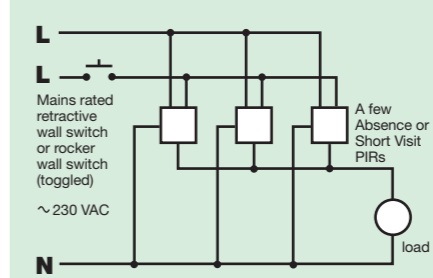 L
L
Mains rated
retractive
wall switch
or rocker
wall switch
(toggled)
~ 230 VAC
A few
Absence or
Short Visit
PIRs
load
N